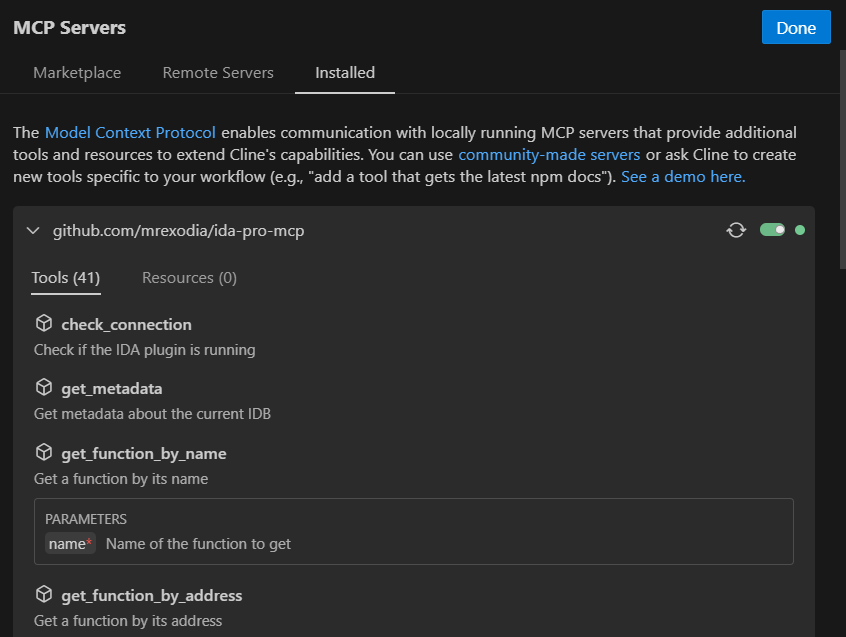 MCP Servers
Done
Marketplace
Remote Servers
Installed
The Model Context Protocol enables communication with locally running MCP servers that provide additional
tools and resources to extend Cline's capabilities. You can use community-made servers or ask Cline to create
new tools specific to your workflow (e.g., "add a tool that gets the latest npm docs"). See a demo here.
github.com/mrexodia/ida-pro-mcp
Tools (41)
Resources (0)
check_connection
Check if the IDA plugin is running
get_metadata
Get metadata about the current IDB
get_function_by_name
Get a function by its name
PARAMETERS
name* Name of the function to get
get_function_by_address
Get a function by its address